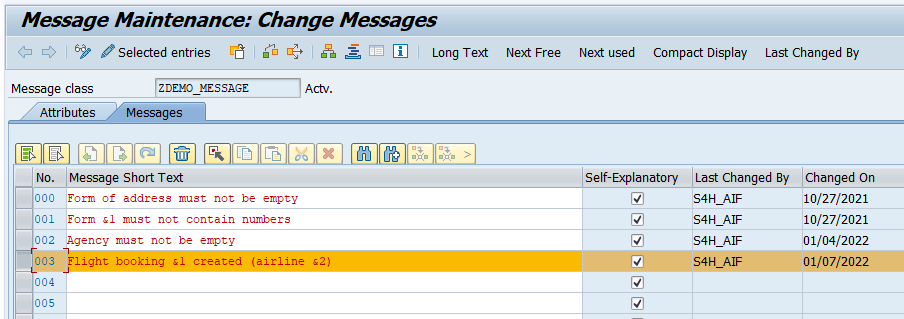 Message Maintenance: Change Messages
Selected entries Long Text Next Free Next used Compact Display Last Changed By
Message class ZDEMO_MESSAGE Actv.
Attributes Messages
No. Message Short Text Self-Explanatory Last Changed By Changed On
000 Form of address must not be empty S4H_AIF 10/27/2021
001 Form &1 must not contain numbers S4H_AIF 10/27/2021
002 Agency must not be empty S4H_AIF 01/04/2022
003 Flight booking &1 created (airline &2) S4H_AIF 01/07/2022
004
005